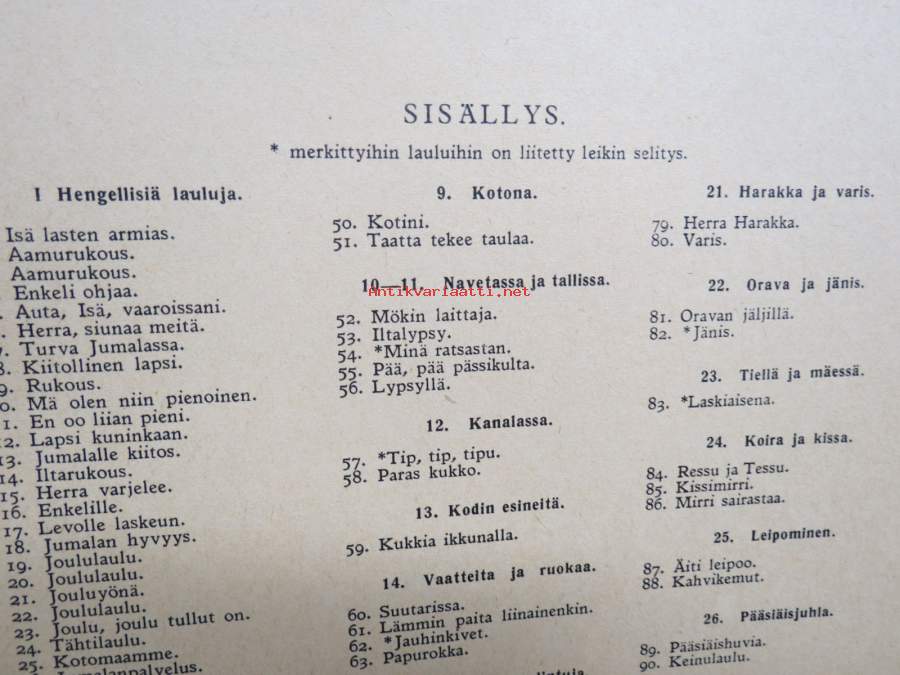 SISÄLLYS.
* merkittyihin lauluihin on liitetty leikin selitys.
I Hengellisiä lauluja.
Isä lasten armias.
Aamurukous.
Aamurukous.
Enkeli ohjaa.
Auta, Isä, vaaroissani.
Herra, siunaa meitä.
7. Turva Jumalassa.
8. Kiitollinen lapsi.
9. Rukous.
0. Mä olen niin pienoinen.
1. En oo liian pieni.
12. Lapsi kuninkaan.
13. Jumalalle kiitos.
14. Iltarukous.
15. Herra varjelee.
16. Enkelille.
17. Levolle laskeun.
18. Jumalan hyvyys.
19. Joululaulu.
20. Joululaulu.
21. Jouluyönä.
22. Joululaulu.
23. Joulu, joulu tullut on.
24. Tähtilaulu.
25. Kotomaamme.
9. Kotona.
50. Kotini.
51. Taatta tekee taulaa.
10—11. Navetassa ja tallissa.
antikvariaatti.net
52. Mökin laittaja.
53. Iltalypsy.
54. *Minä ratsastan.
55. Pää, pää pässikulta.
56. Lypsyllä.
12. Kanalassa.
57. *Tip, tip, tipu.
58. Paras kukko.
13. Kodin esineitä.
59. Kukkia ikkunalla.
14. Vaatteita ja ruokaa.
60. Suutarissa.
61. Lämmin paita liinainenkin.
62. *Jauhinkivet.
63. Papurokka.
21. Harakka ja varis.
79. Herra Harakka.
80. Varis.
22. Orava ja jänis.
81. Oravan jäljillä.
82. *Jänis.
23. Tiellä ja mäessä.
83. *Laskiaisena.
24. Koira ja kissa.
84. Ressu ja Tessu.
85. Kissimirri.
86. Mirri sairastaa.
25. Leipominen.
87. Äiti leipoo.
88. Kahvikemut.
26. Pääsiäisjuhla.
89. Pääsiäishuvia.
90. Keinulaulu.